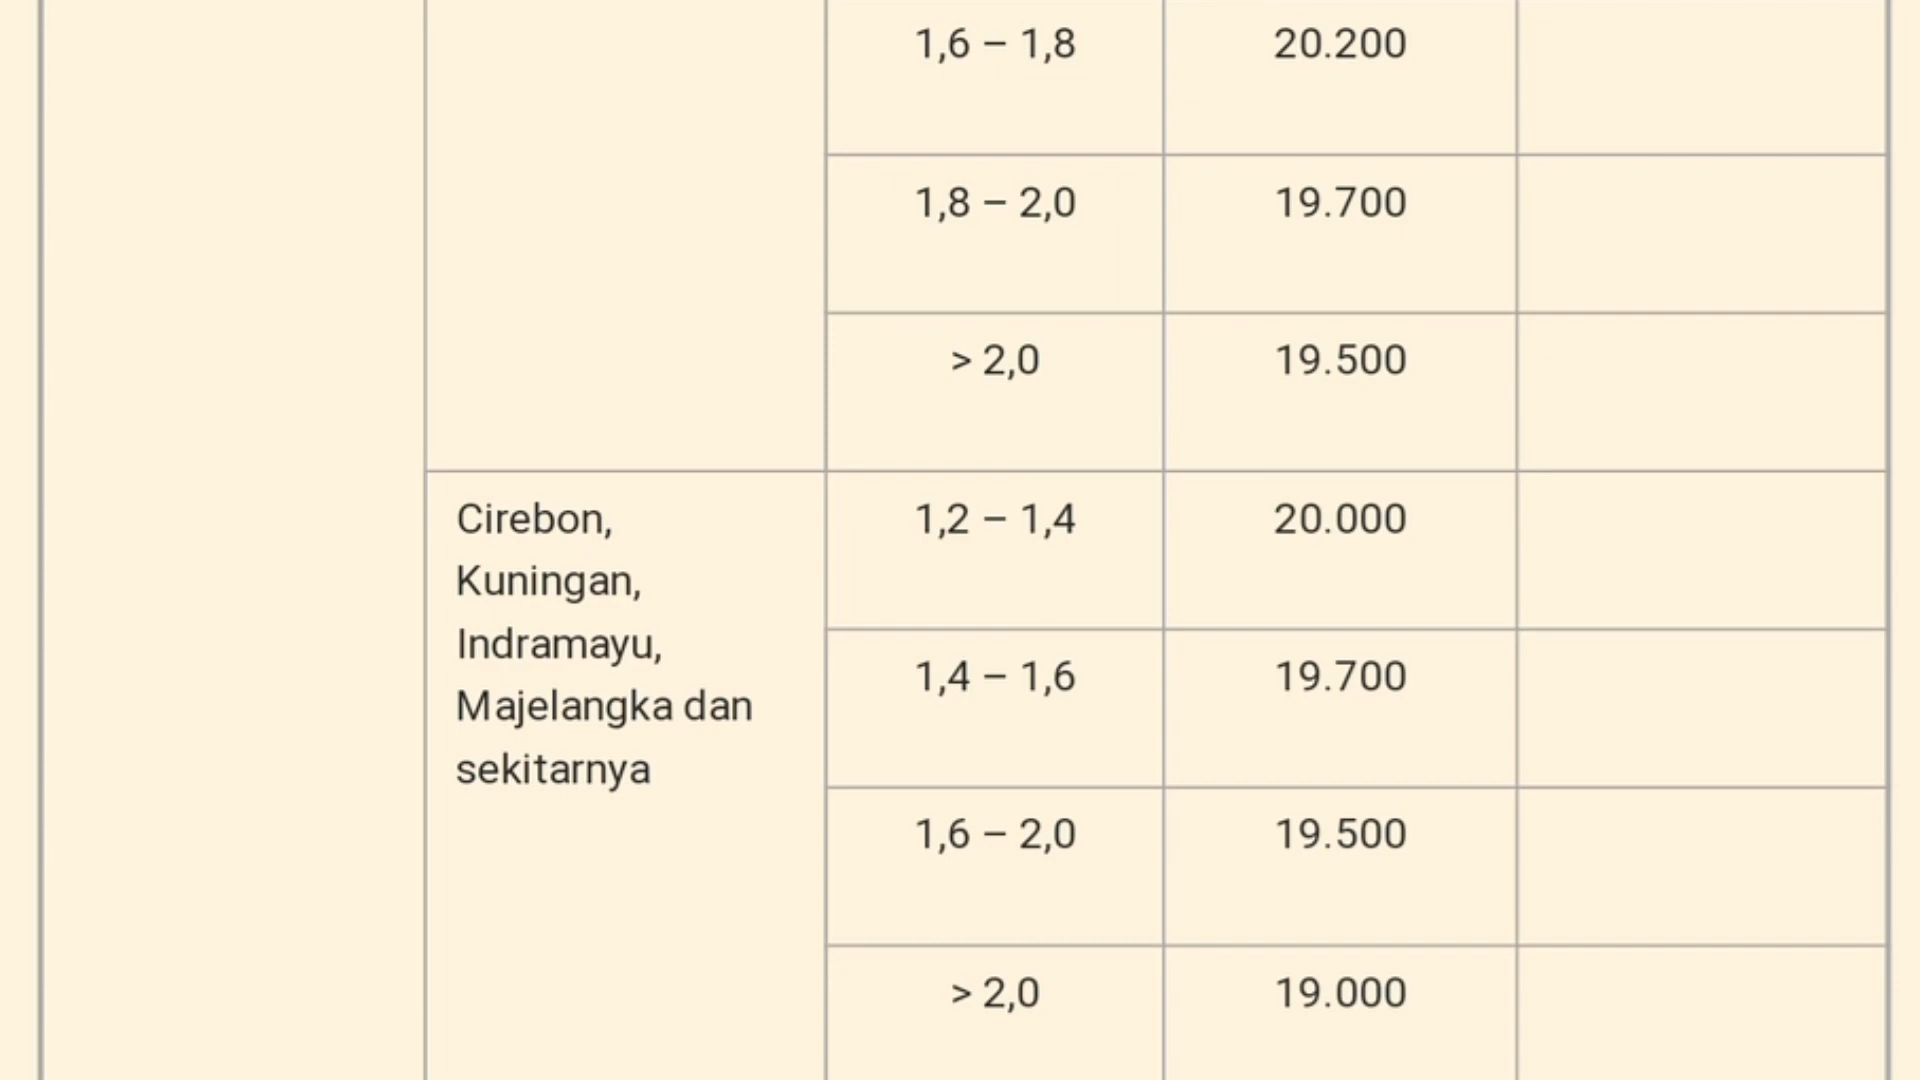 1,6 – 1,8 20.200
1,8 – 2,0 19.700
> 2,0 19.500
Cirebon, 1,2 – 1,4 20.000
Kuningan,
Indramayu,
1,4 – 1,6 19.700
Majelangka dan
sekitarnya
1,6 – 2,0 19.500
> 2,0 19.000